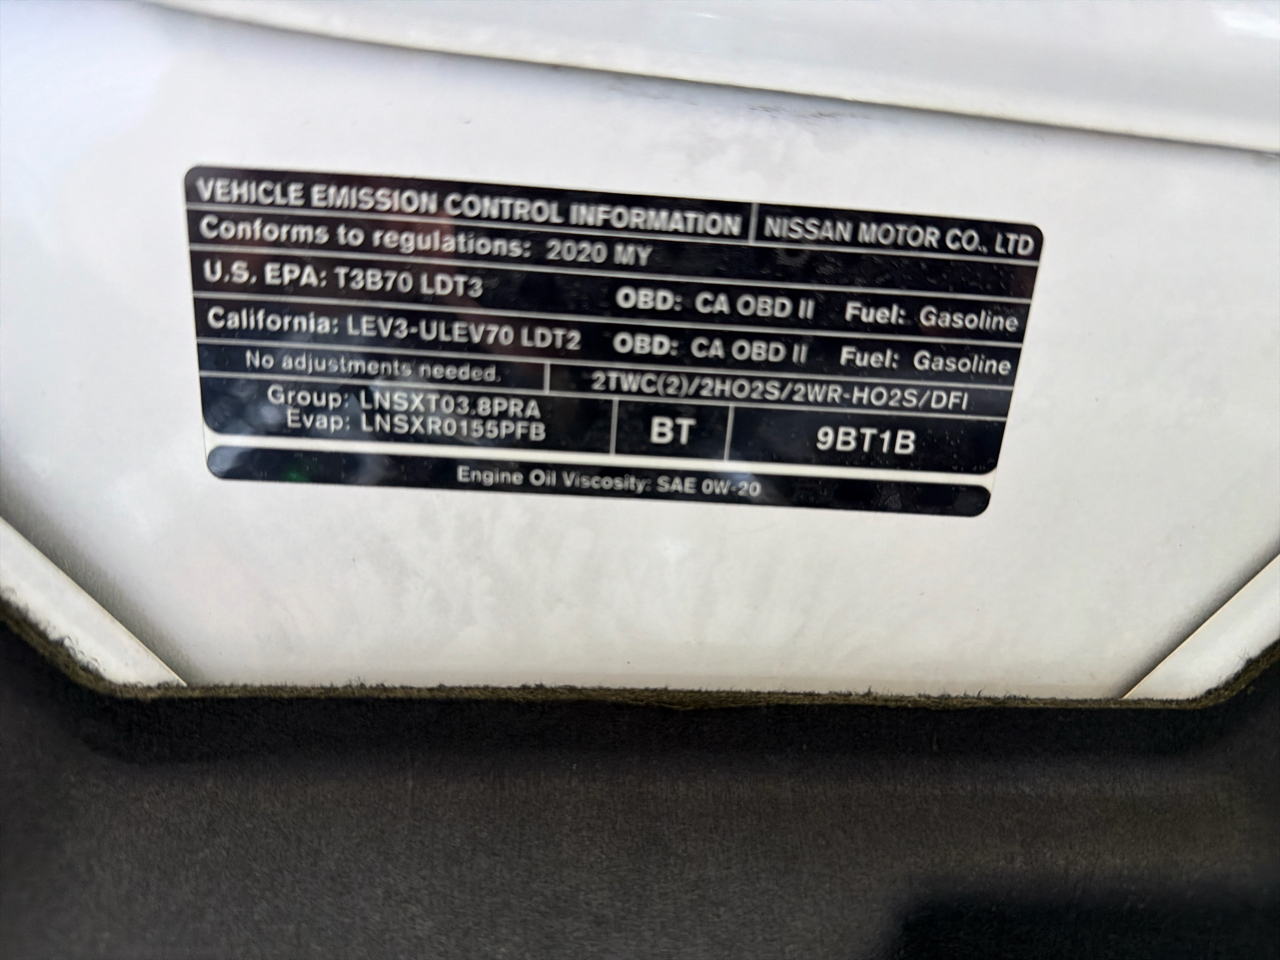 VEHICLE EMISSION CONTROL INFORMATION NISSAN MOTOR CO., LTD
Conforms to regulations: 2020 MY
U.S. EPA: T3B70 LDT3 OBD: CA OBD II Fuel: Gasoline
California: LEV3-ULEV70 LDT2 OBD: CA OBD II Fuel: Gasoline
No adjustments needed. 2TWC(2)/2HO2S/2WR-HO2S/DFI
Group: LNSXT03.8PRA
Evap: LNSXR0155PFB
BT 9BT1B
Engine Oil Viscosity: SAE 0W-20